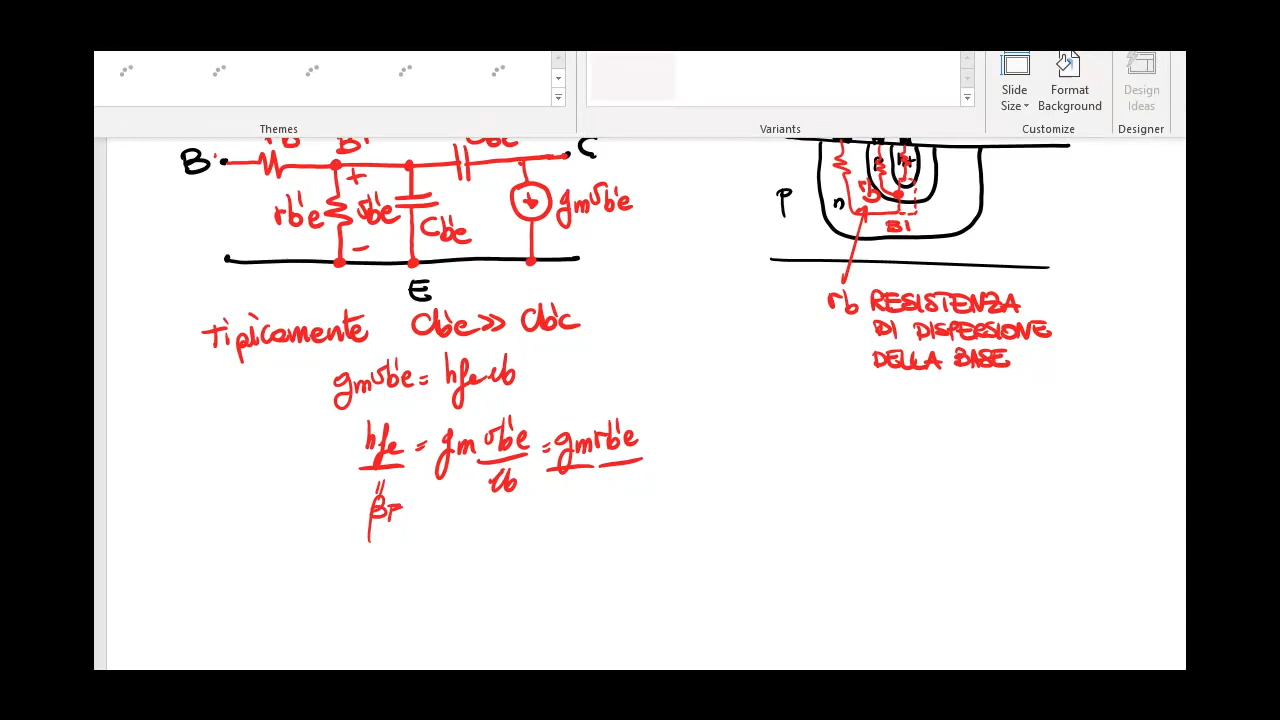 Slide Size
Format Background
Design Ideas
Themes
Variants
Customize
Designer
B
rb'e
vb'e
Cb'e
gmvb'e
E
+
-
Tipicamente Cb'e >> Cb'c
gmvb'e = hfe ib
hfe = gm vb'e = gmrb'e
ib
βF
p
n
rb
B'
rb RESISTENZA
DI DISPERSIONE
DELLA BASE